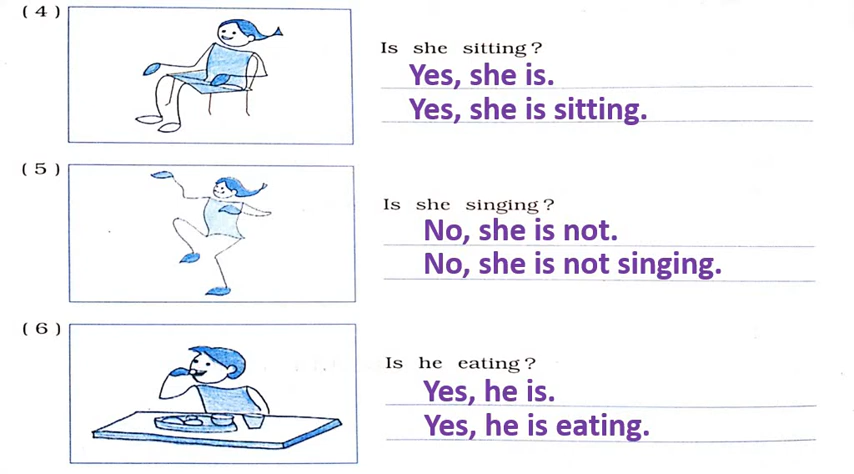 ( 4 )
Is she sitting?
Yes, she is.
Yes, she is sitting.
( 5 )
Is she singing?
No, she is not.
No, she is not singing.
( 6 )
Is he eating?
Yes, he is.
Yes, he is eating.